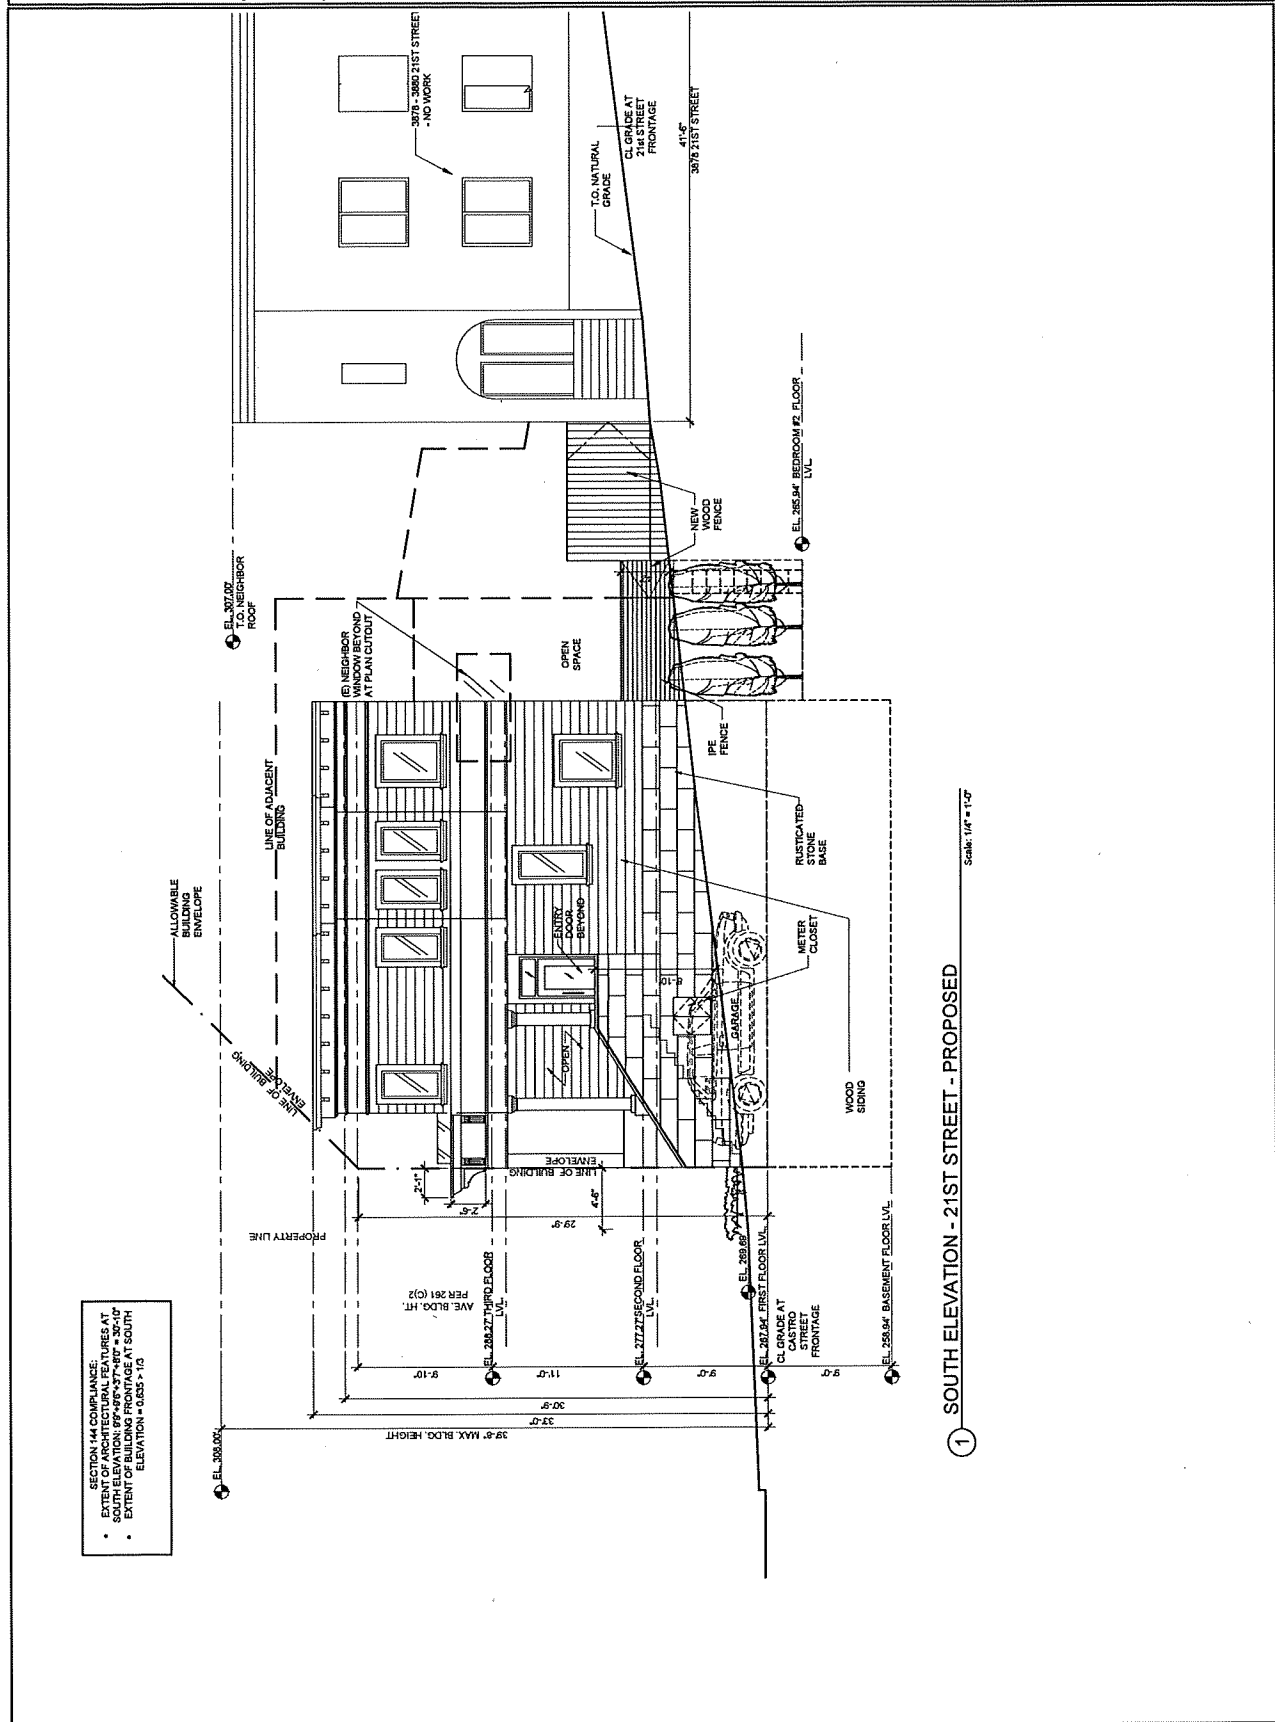 SECTION 144 COMPLIANCE:
• EXTENT OF ARCHITECTURAL FEATURES AT
SOUTH ELEVATION: 9'9"+9'6"+3'7"+8'0" = 30'-10"
• EXTENT OF BUILDING FRONTAGE AT SOUTH
ELEVATION = 0.635 > 1/3
ALLOWABLE
BUILDING
ENVELOPE
LINE OF BUILDING
ENVELOPE
LINE OF ADJACENT
BUILDING
EL. 307.00'
T.O. NEIGHBOR
ROOF
(E) NEIGHBOR
WINDOW BEYOND
AT PLAN CUTOUT
3878 - 3880 21ST STREET
- NO WORK
EL. 308.00'
39'-8" MAX. BLDG. HEIGHT
33'-0"
30'-9"
9'-10"
11'-0"
9'-0"
9'-0"
AVE. BLDG. HT.
PER 261 (C)2
PROPERTY LINE
29'-9"
2'-1"
2'-6"
4'-6"
LINE OF BUILDING
ENVELOPE
OPEN
ENTRY
DOOR
BEYOND
8'-10"
GARAGE
OPEN
SPACE
T.O. NATURAL
GRADE
CL GRADE AT
21st STREET
FRONTAGE
41'-6"
3878 21ST STREET
EL. 288.27' THIRD FLOOR
LVL.
EL. 277.27' SECOND FLOOR
LVL.
EL. 269.69'
EL. 267.94' FIRST FLOOR LVL.
CL GRADE AT
CASTRO
STREET
FRONTAGE
EL. 258.94' BASEMENT FLOOR LVL.
NEW
WOOD
FENCE
IPE
FENCE
EL. 265.94' BEDROOM #2 FLOOR
LVL.
RUSTICATED
STONE
BASE
METER
CLOSET
WOOD
SIDING
1
SOUTH ELEVATION - 21ST STREET - PROPOSED
Scale: 1/4" = 1'-0"